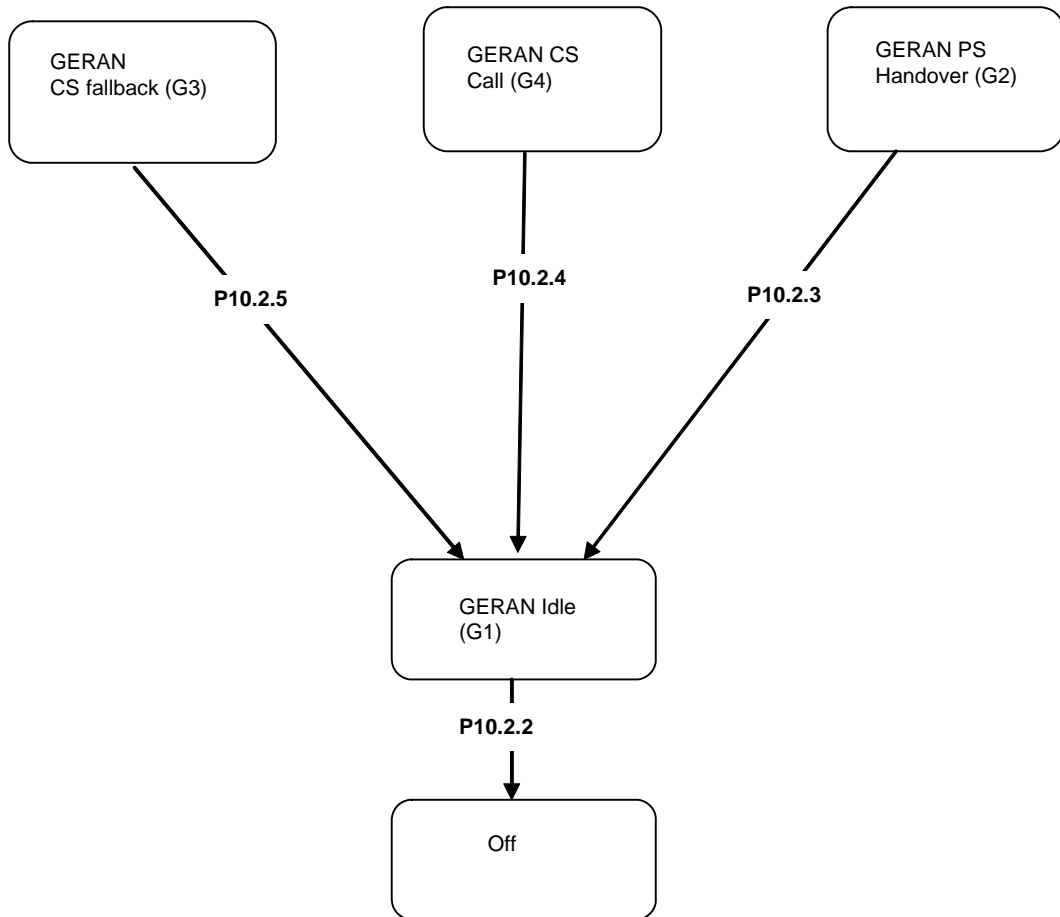 GERAN
CS fallback (G3)
GERAN CS
Call (G4)
GERAN PS
Handover (G2)
P10.2.5
P10.2.4
P10.2.3
GERAN Idle
(G1)
P10.2.2
Off